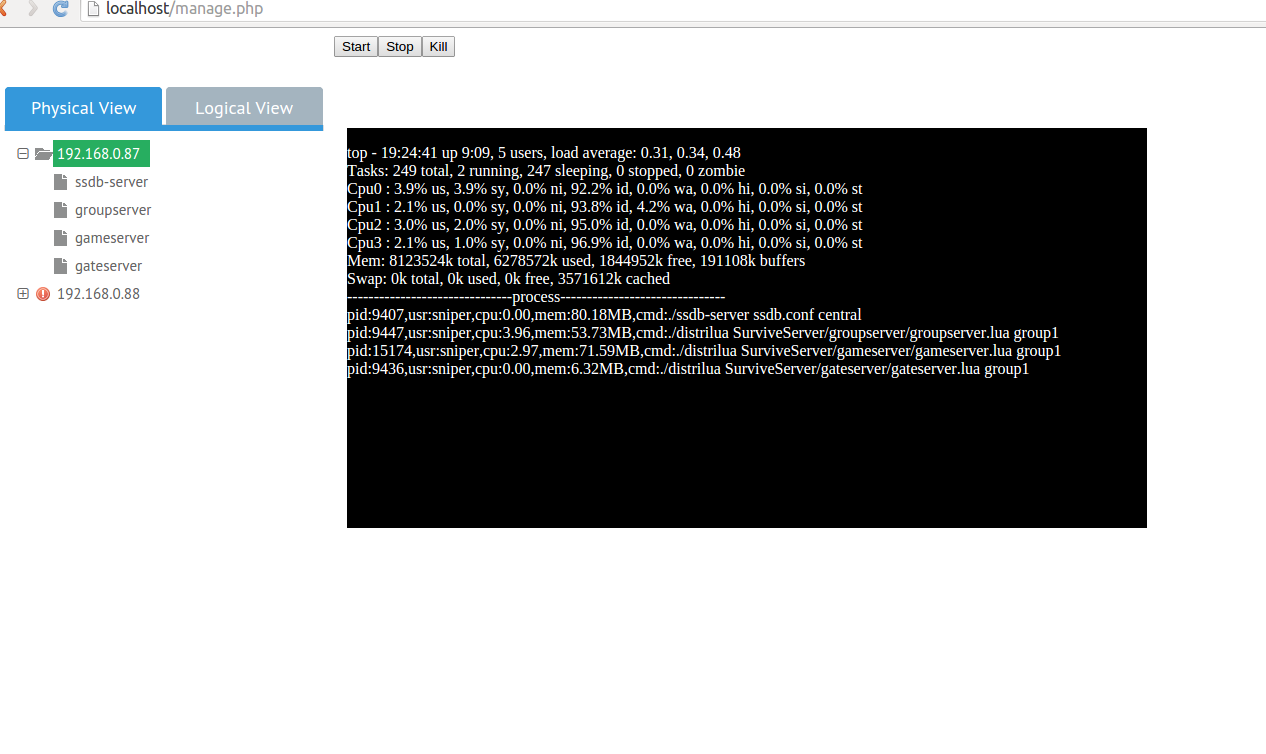 localhost/manage.php
Start Stop Kill
Physical View Logical View
192.168.0.87
ssdb-server
groupserver
gameserver
gateserver
192.168.0.88
top - 19:24:41 up 9:09, 5 users, load average: 0.31, 0.34, 0.48
Tasks: 249 total, 2 running, 247 sleeping, 0 stopped, 0 zombie
Cpu0 : 3.9% us, 3.9% sy, 0.0% ni, 92.2% id, 0.0% wa, 0.0% hi, 0.0% si, 0.0% st
Cpu1 : 2.1% us, 0.0% sy, 0.0% ni, 93.8% id, 4.2% wa, 0.0% hi, 0.0% si, 0.0% st
Cpu2 : 3.0% us, 2.0% sy, 0.0% ni, 95.0% id, 0.0% wa, 0.0% hi, 0.0% si, 0.0% st
Cpu3 : 2.1% us, 1.0% sy, 0.0% ni, 96.9% id, 0.0% wa, 0.0% hi, 0.0% si, 0.0% st
Mem: 8123524k total, 6278572k used, 1844952k free, 191108k buffers
Swap: 0k total, 0k used, 0k free, 3571612k cached
-------------------------------process-------------------------------
pid:9407,usr:sniper,cpu:0.00,mem:80.18MB,cmd:./ssdb-server ssdb.conf central
pid:9447,usr:sniper,cpu:3.96,mem:53.73MB,cmd:./distrilua SurviveServer/groupserver/groupserver.lua group1
pid:15174,usr:sniper,cpu:2.97,mem:71.59MB,cmd:./distrilua SurviveServer/gameserver/gameserver.lua group1
pid:9436,usr:sniper,cpu:0.00,mem:6.32MB,cmd:./distrilua SurviveServer/gateserver/gateserver.lua group1